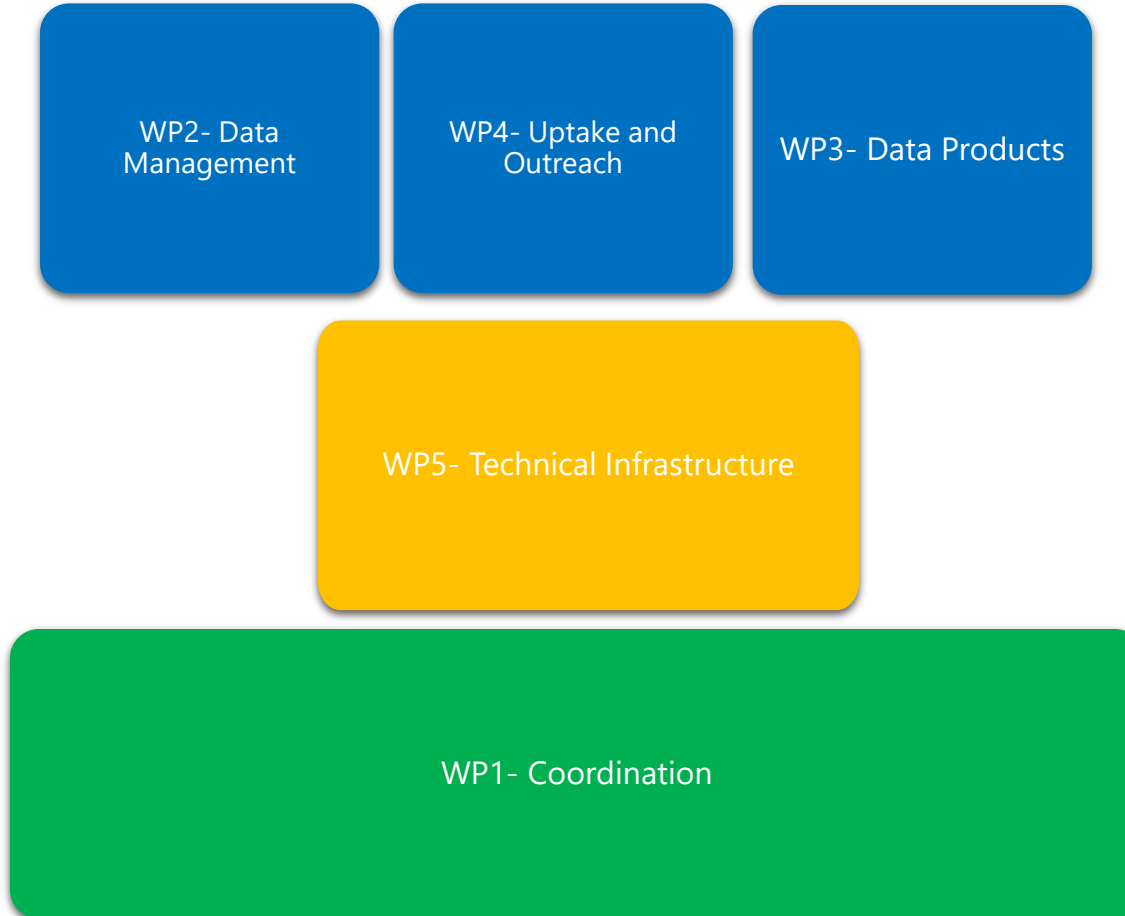 WP2- Data
Management
WP4- Uptake and
Outreach
WP3- Data Products
WP5- Technical Infrastructure
WP1- Coordination